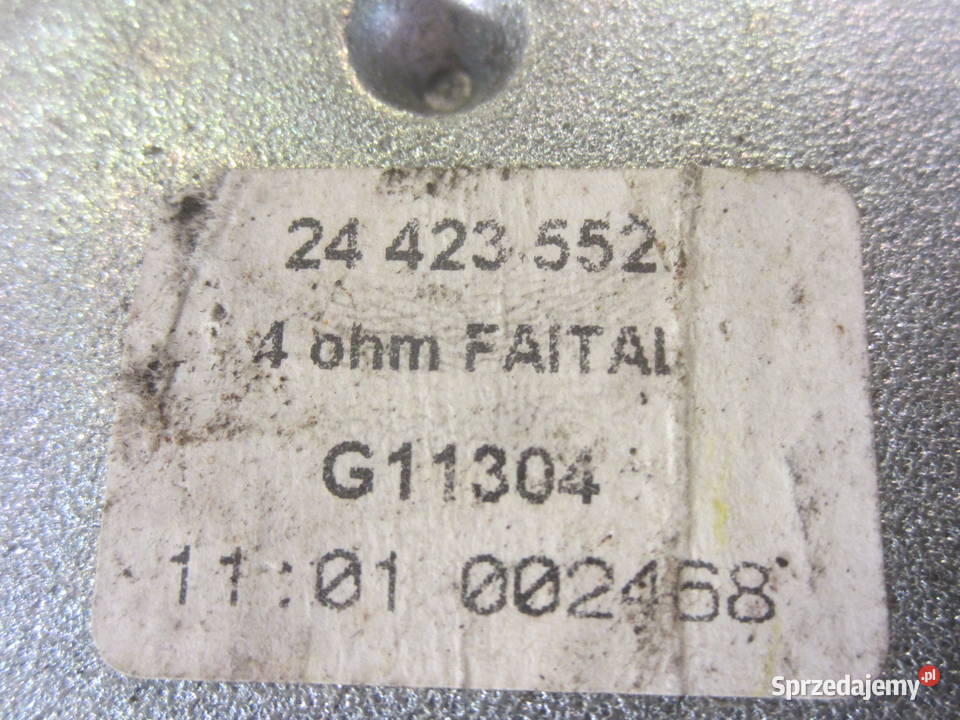 24 423 552
4 ohm FAITAL
G11304
11:01 002468
Sprzedajemy.pl